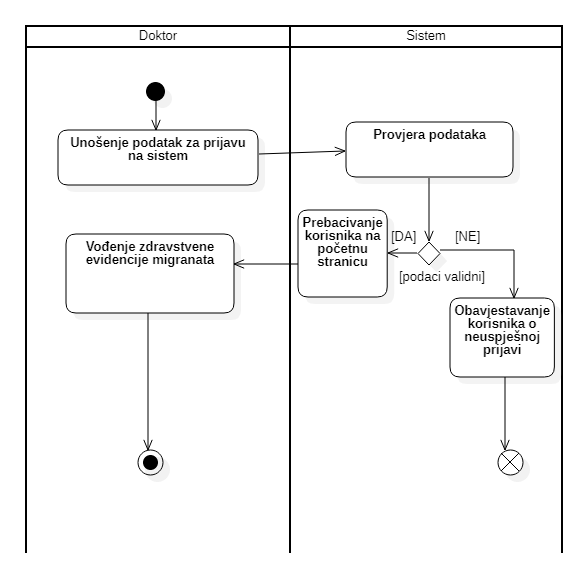 Doktor
Sistem
Unošenje podatak za prijavu
na sistem
Provjera podataka
Prebacivanje
korisnika na
početnu
stranicu
[DA]
[NE]
[podaci validni]
Vođenje zdravstvene
evidencije migranata
Obavjestavanje
korisnika o
neuspješnoj
prijavi